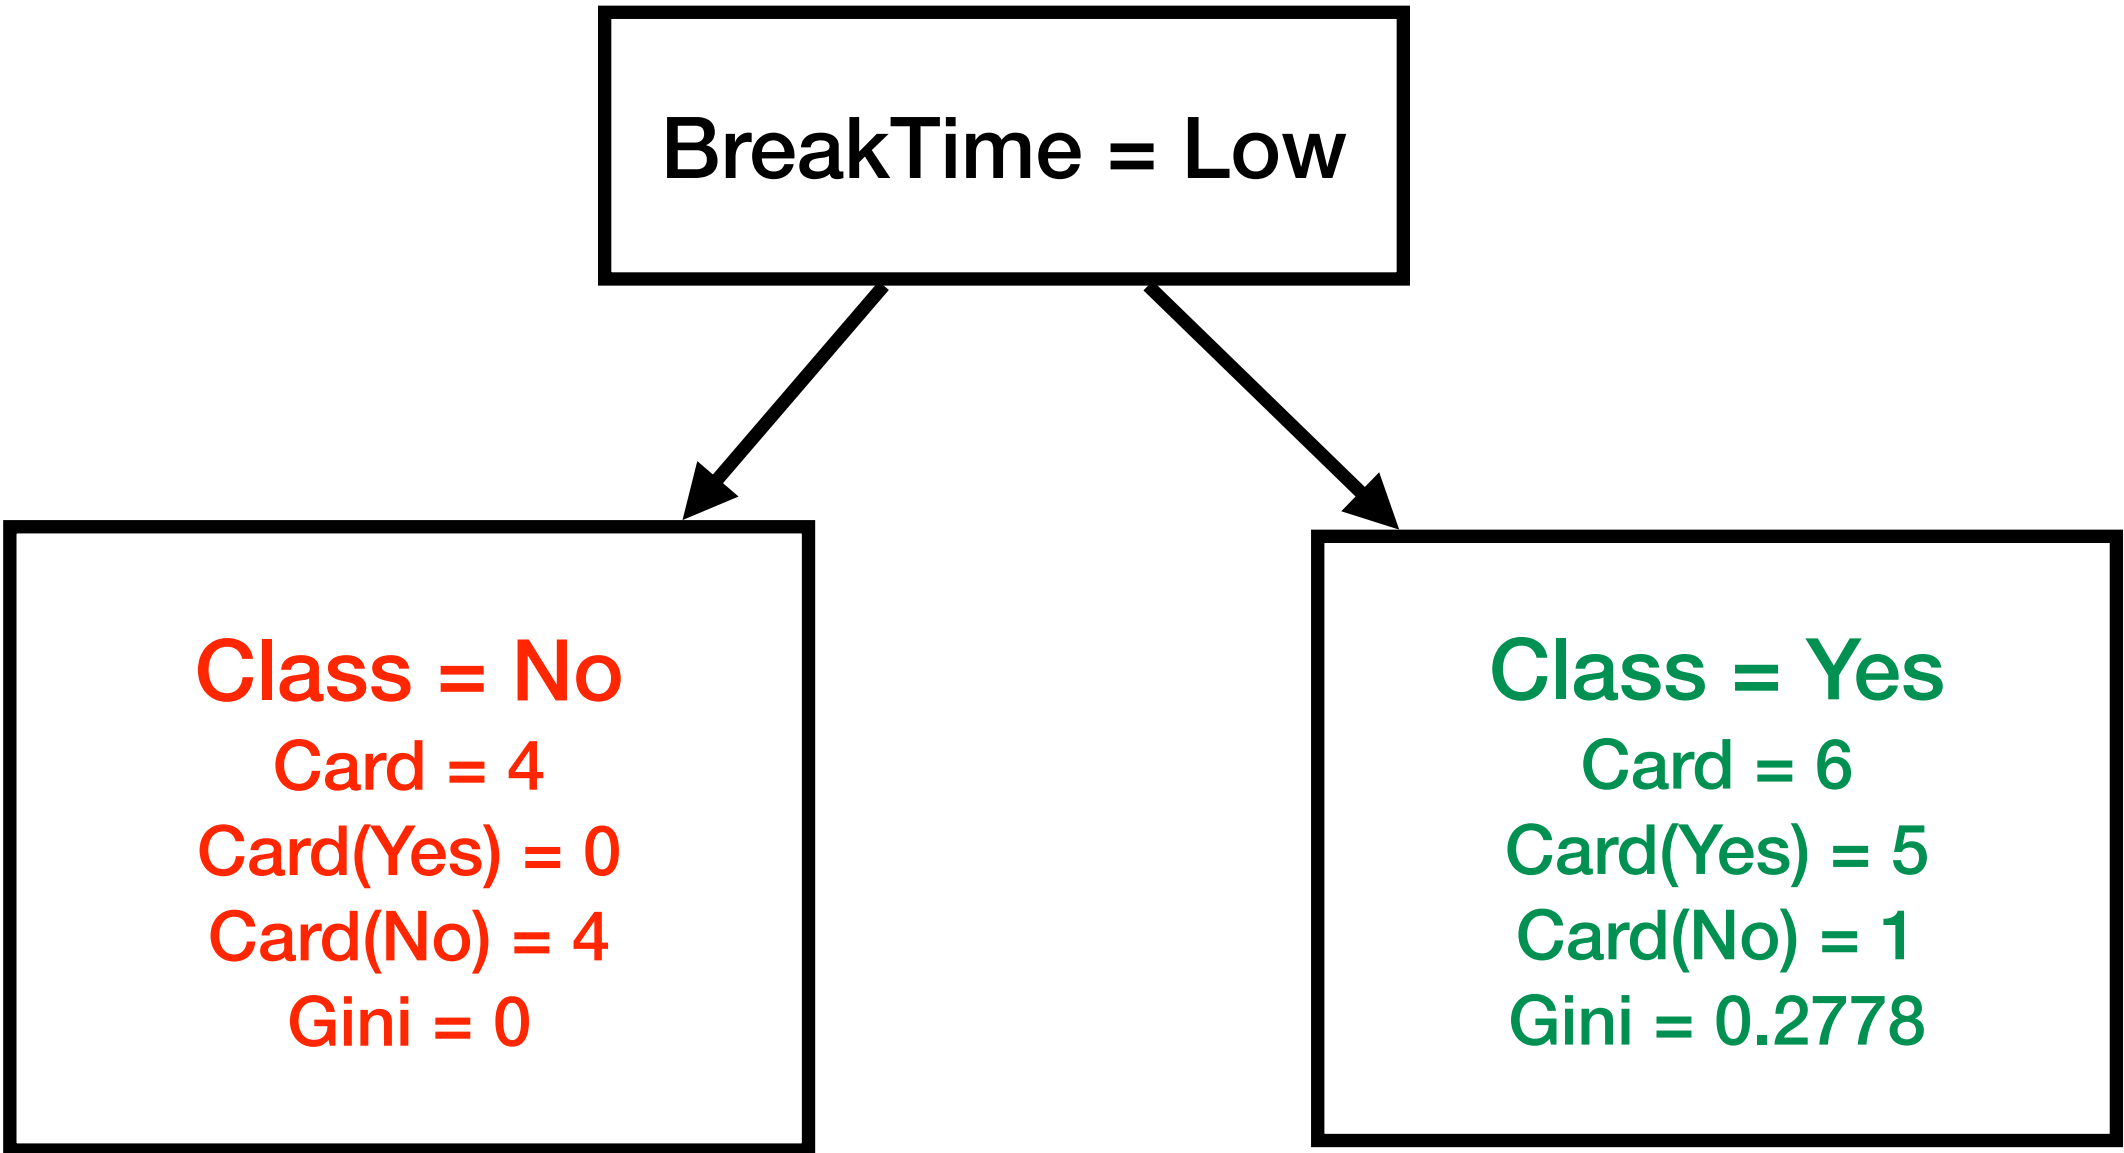 BreakTime = Low
Class = No
Card = 4
Card(Yes) = 0
Card(No) = 4
Gini = 0
Class = Yes
Card = 6
Card(Yes) = 5
Card(No) = 1
Gini = 0.2778